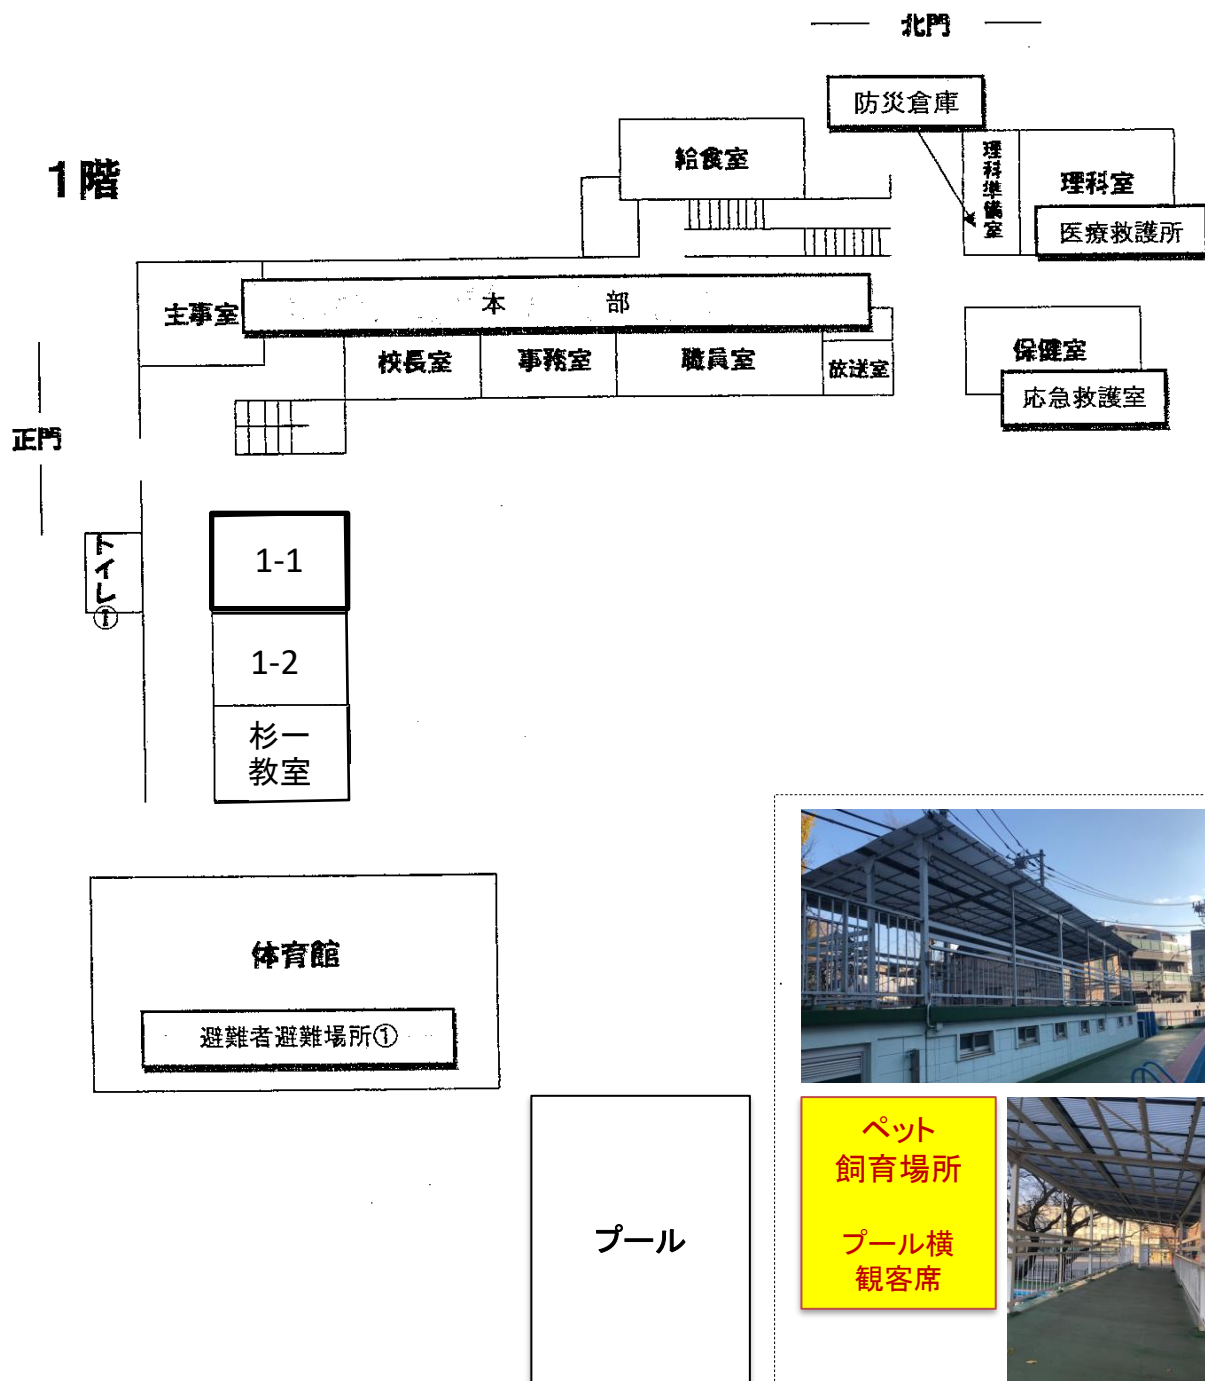 北門
防災倉庫
1階
給食室
理科準備室
理科室
医療救護所
主事室
本部
校長室
事務室
職員室
放送室
保健室
応急救護室
正門
トイレ①
1-1
1-2
杉一
教室
体育館
避難者避難場所①
プール
ペット
飼育場所
プール横
観客席